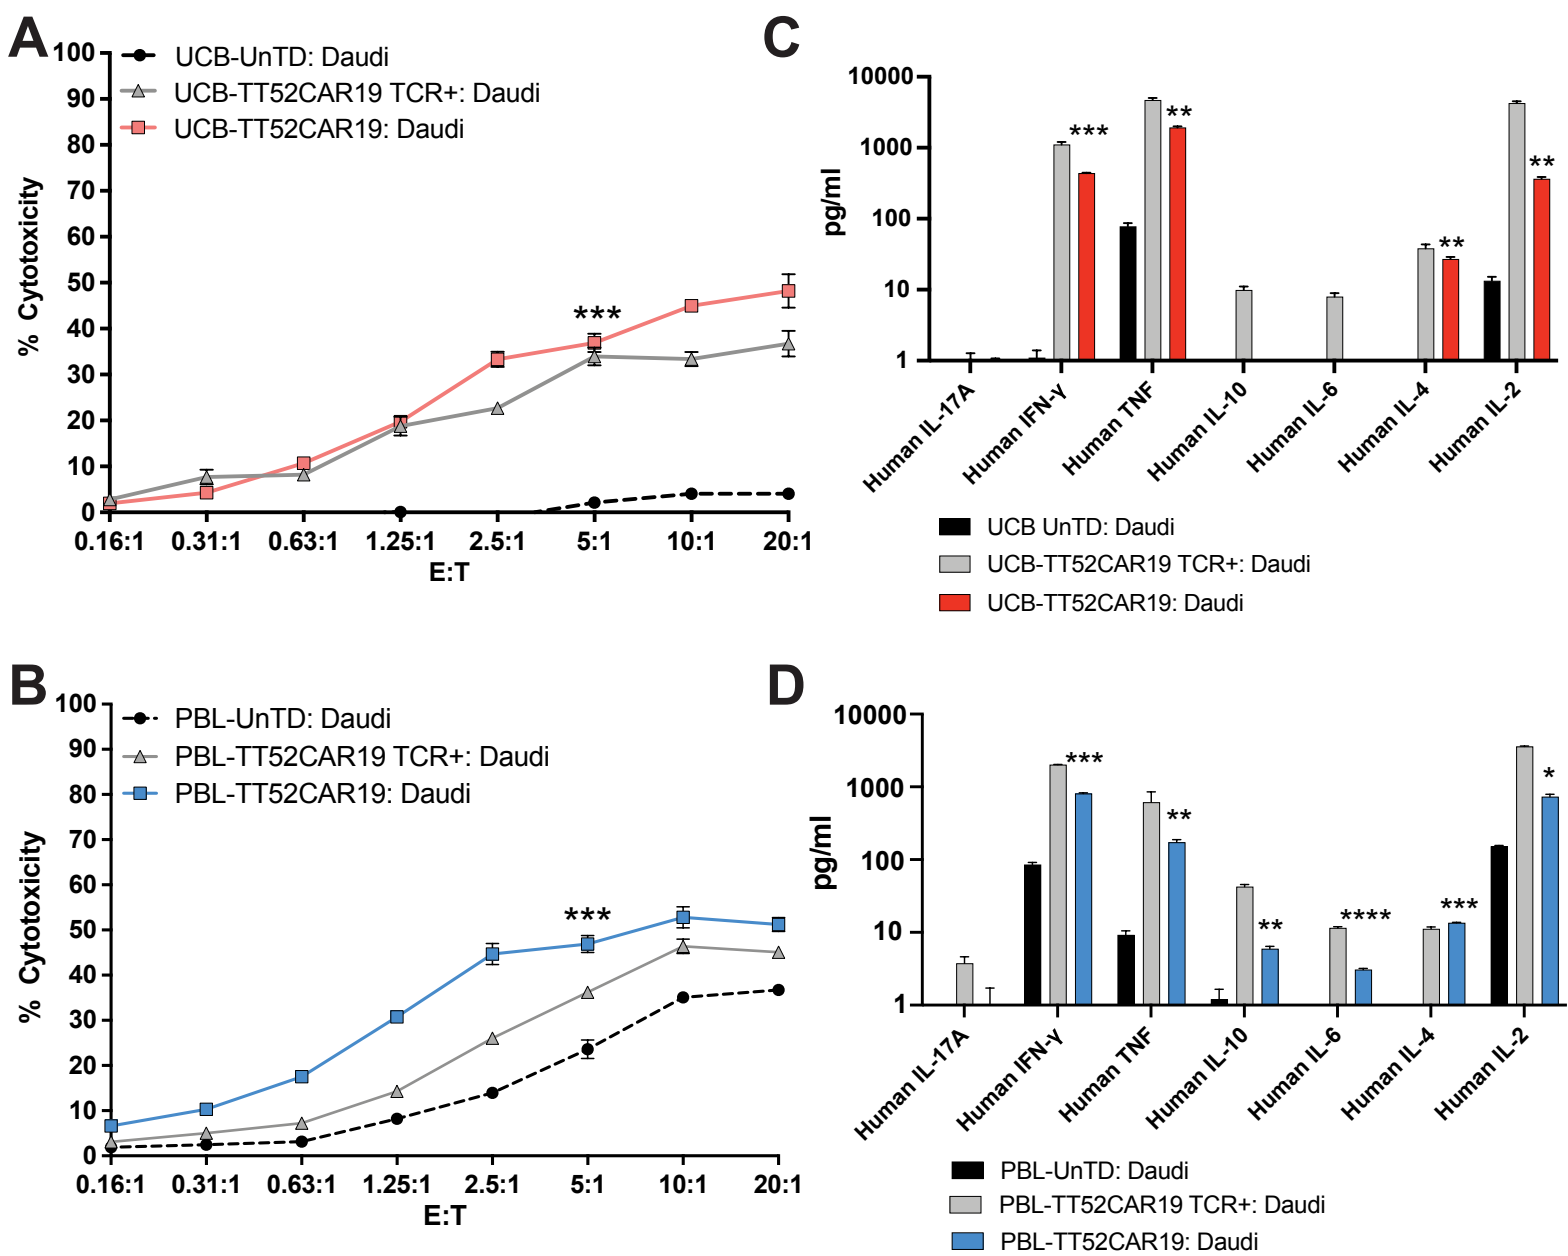 A
100
90
80
70
60
50
40
30
20
10
0
% Cytotoxicity
UCB-UnTD: Daudi
UCB-TT52CAR19 TCR+: Daudi
UCB-TT52CAR19: Daudi
***
0.16:1 0.31:1 0.63:1 1.25:1 2.5:1 5:1 10:1 20:1
E:T
C
10000
1000
100
10
1
pg/ml
*** ** ** **
Human IL-17A
Human IFN-γ
Human TNF
Human IL-10
Human IL-6
Human IL-4
Human IL-2
UCB UnTD: Daudi
UCB-TT52CAR19 TCR+: Daudi
UCB-TT52CAR19: Daudi
B
100
90
80
70
60
50
40
30
20
10
0
% Cytotoxicity
PBL-UnTD: Daudi
PBL-TT52CAR19 TCR+: Daudi
PBL-TT52CAR19: Daudi
***
0.16:1 0.31:1 0.63:1 1.25:1 2.5:1 5:1 10:1 20:1
E:T
D
10000
1000
100
10
1
pg/ml
*** ** ** **** *** *
Human IL-17A
Human IFN-γ
Human TNF
Human IL-10
Human IL-6
Human IL-4
Human IL-2
PBL-UnTD: Daudi
PBL-TT52CAR19 TCR+: Daudi
PBL-TT52CAR19: Daudi